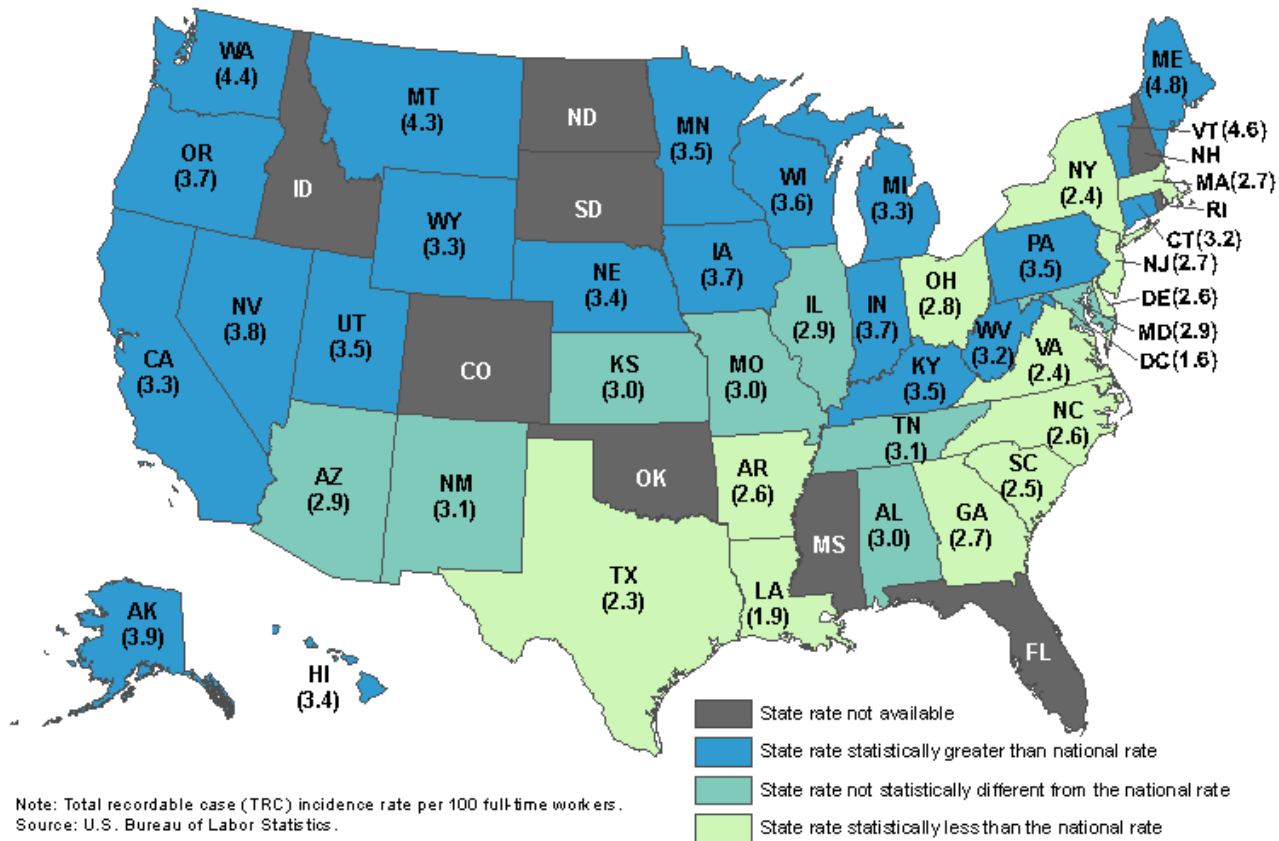 WA
(4.4)
MT
(4.3)
ND
MN
(3.5)
ME
(4.8)
VT(4.6)
NH
MA(2.7)
RI
CT(3.2)
NJ(2.7)
DE(2.6)
MD(2.9)
DC(1.6)
OR
(3.7)
ID
SD
WI
(3.6)
MI
(3.3)
NY
(2.4)
WY
(3.3)
IA
(3.7)
PA
(3.5)
NE
(3.4)
OH
(2.8)
NV
(3.8)
UT
(3.5)
IL
(2.9)
IN
(3.7)
WV
(3.2)
VA
(2.4)
CA
(3.3)
CO
KS
(3.0)
MO
(3.0)
KY
(3.5)
NC
(2.6)
TN
(3.1)
AZ
(2.9)
NM
(3.1)
OK
AR
(2.6)
SC
(2.5)
MS
AL
(3.0)
GA
(2.7)
TX
(2.3)
LA
(1.9)
FL
AK
(3.9)
HI
(3.4)
State rate not available
State rate statistically greater than national rate
State rate not statistically different from the national rate
State rate statistically less than the national rate
Note: Total recordable case (TRC) incidence rate per 100 full-time workers.
Source: U.S. Bureau of Labor Statistics.